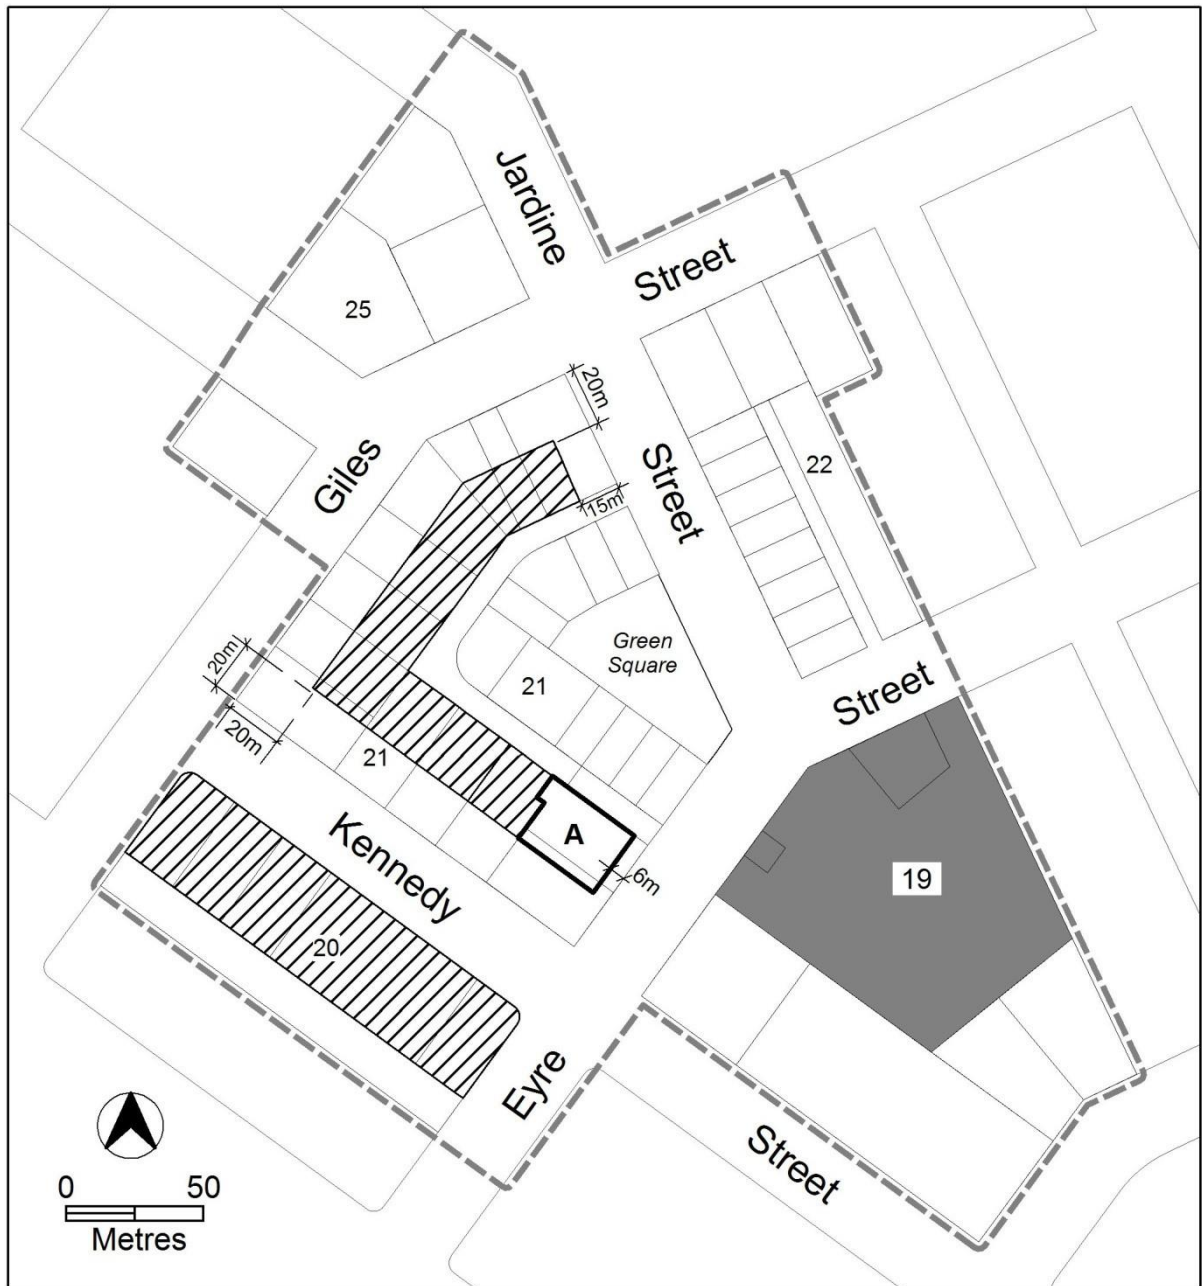 Jardine
Street
25
20m
Giles
Street
22
15m
Green
Square
20m
21
Street
20m
21
A
6m
Kennedy
19
20
Eyre
Street
0 50
Metres